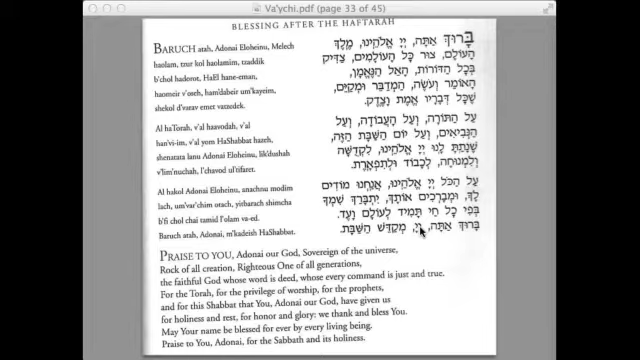 Va'ychi.pdf (page 33 of 45)
BLESSING AFTER THE HAFTARAH
BARUCH atah, Adonai Eloheinu, Melech
haolam, tzur kol haolamim, tzaddik
b'chol hadorot, HaEl hane-eman,
haomeir v'oseh, ham'dabeir um'kayeim,
shekol d'varav emet vatzedek.
Al haTorah, v'al haavodah, v'al
han'vi-im, v'al yom HaShabbat hazeh,
shenatata lanu Adonai Eloheinu, lik'dushah
v'lim'nuchah, l'chavod ul'tifaret.
Al hakol Adonai Eloheinu, anachnu modim
lach, um'var'chim otach, yitbarach shimcha
b'fi chol chai tamid l'olam va-ed.
Baruch atah, Adonai, m'kadeish HaShabbat.
בָּרוּךְ אַתָּה, יְיָ אֱלֹהֵינוּ, מֶלֶךְ
הָעוֹלָם, צוּר כָּל הָעוֹלָמִים, צַדִּיק
בְּכָל הַדּוֹרוֹת, הָאֵל הַנֶּאֱמָן,
הָאוֹמֵר וְעֹשֶׂה, הַמְדַבֵּר וּמְקַיֵּם,
שֶׁכָּל דְּבָרָיו אֱמֶת וָצֶדֶק.
עַל הַתּוֹרָה, וְעַל הָעֲבוֹדָה, וְעַל
הַנְּבִיאִים, וְעַל יוֹם הַשַּׁבָּת הַזֶּה,
שֶׁנָּתַתָּ לָנוּ יְיָ אֱלֹהֵינוּ, לִקְדֻשָּׁה
וְלִמְנוּחָה, לְכָבוֹד וּלְתִפְאָרֶת.
עַל הַכֹּל יְיָ אֱלֹהֵינוּ, אֲנַחְנוּ מוֹדִים
לָךְ, וּמְבָרְכִים אוֹתָךְ, יִתְבָּרַךְ שִׁמְךָ
בְּפִי כָּל חַי תָּמִיד לְעוֹלָם וָעֶד.
בָּרוּךְ אַתָּה, יְיָ, מְקַדֵּשׁ הַשַּׁבָּת.
PRAISE TO YOU, Adonai our God, Sovereign of the universe,
Rock of all creation, Righteous One of all generations,
the faithful God whose word is deed, whose every command is just and true.
For the Torah, for the privilege of worship, for the prophets,
and for this Shabbat that You, Adonai our God, have given us
for holiness and rest, for honor and glory: we thank and bless You.
May Your name be blessed for ever by every living being.
Praise to You, Adonai, for the Sabbath and its holiness.